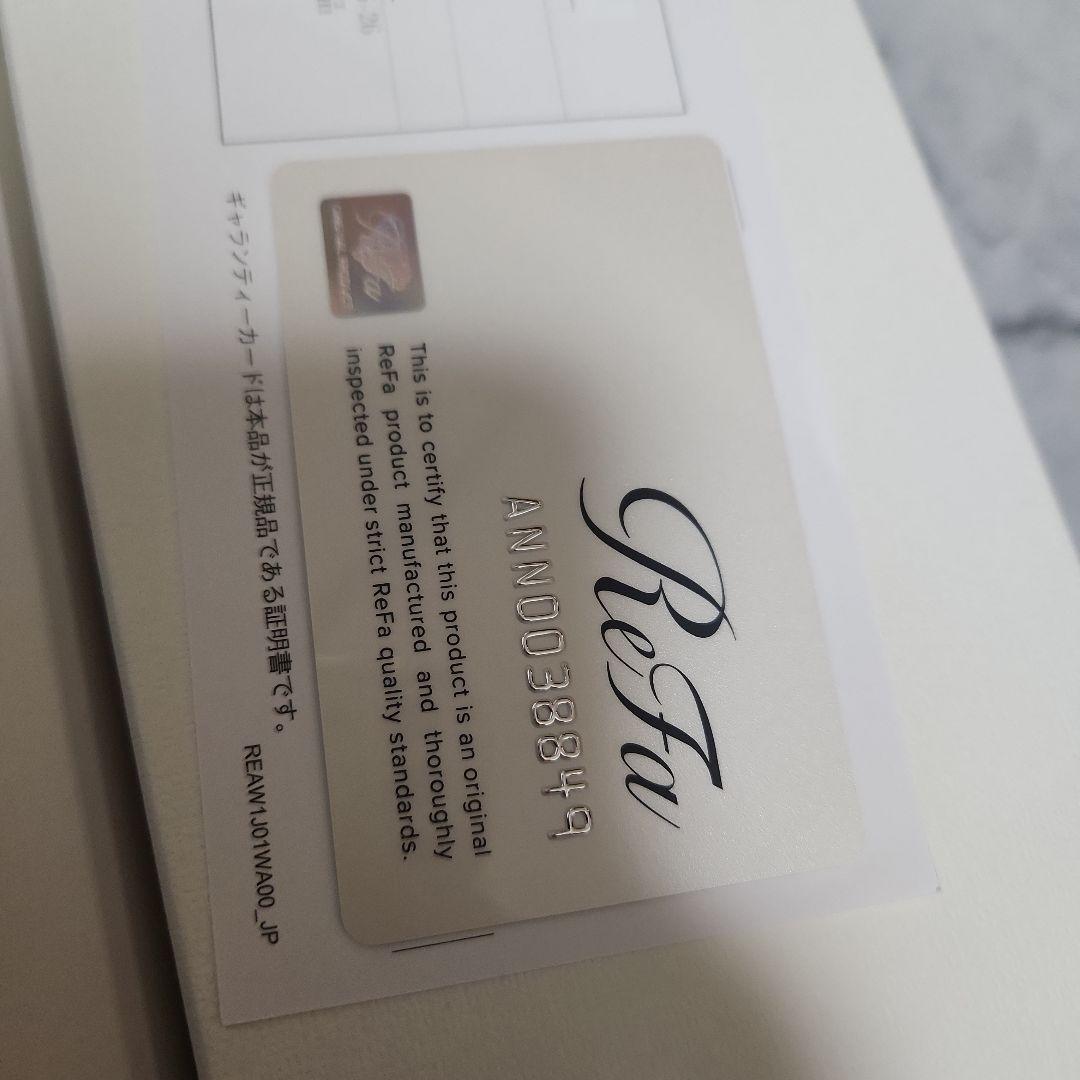 ReFa
ANN0038849
This is to certify that this product is an original
ReFa product manufactured and thoroughly
inspected under strict ReFa quality standards.
ReFa
ギャランティーカードは本品が正規品である証明書です。
REAW1J01WA00_JP